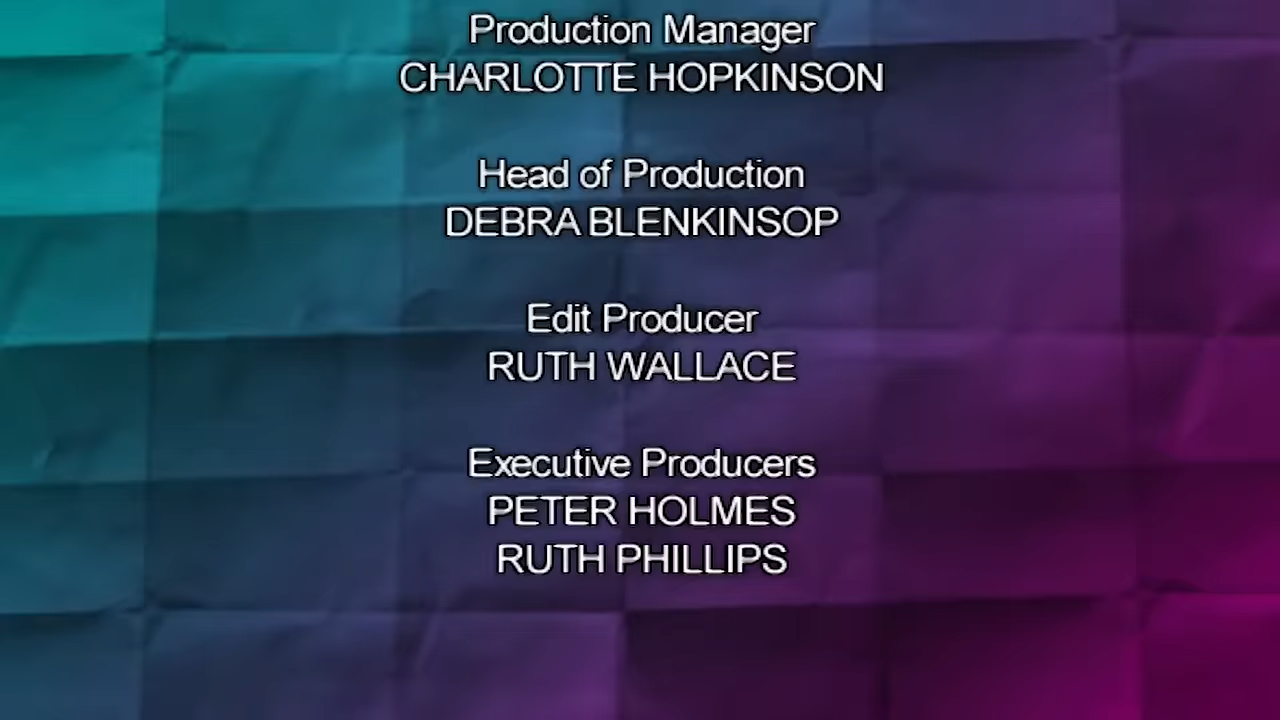 Production Manager
CHARLOTTE HOPKINSON
Head of Production
DEBRA BLENKINSOP
Edit Producer
RUTH WALLACE
Executive Producers
PETER HOLMES
RUTH PHILLIPS